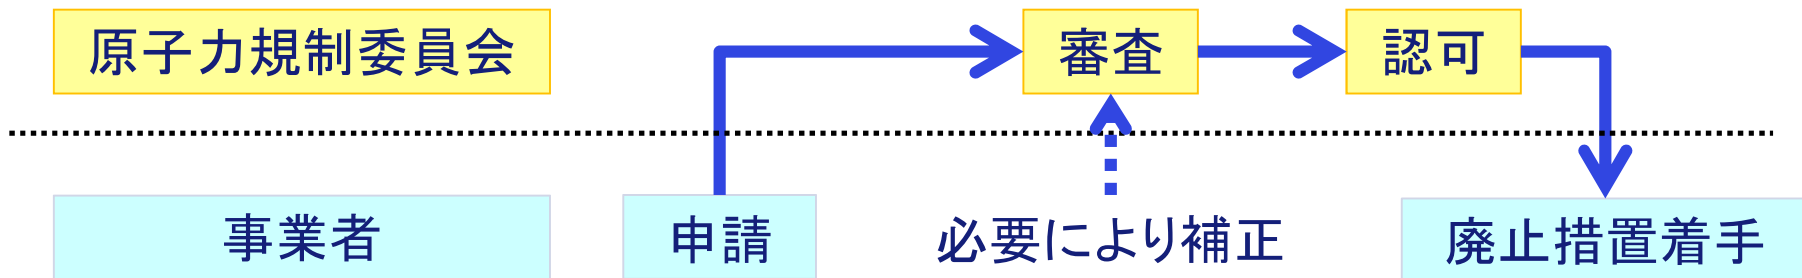 原子力規制委員会
審査
認可
事業者
申請
必要により補正
廃止措置着手